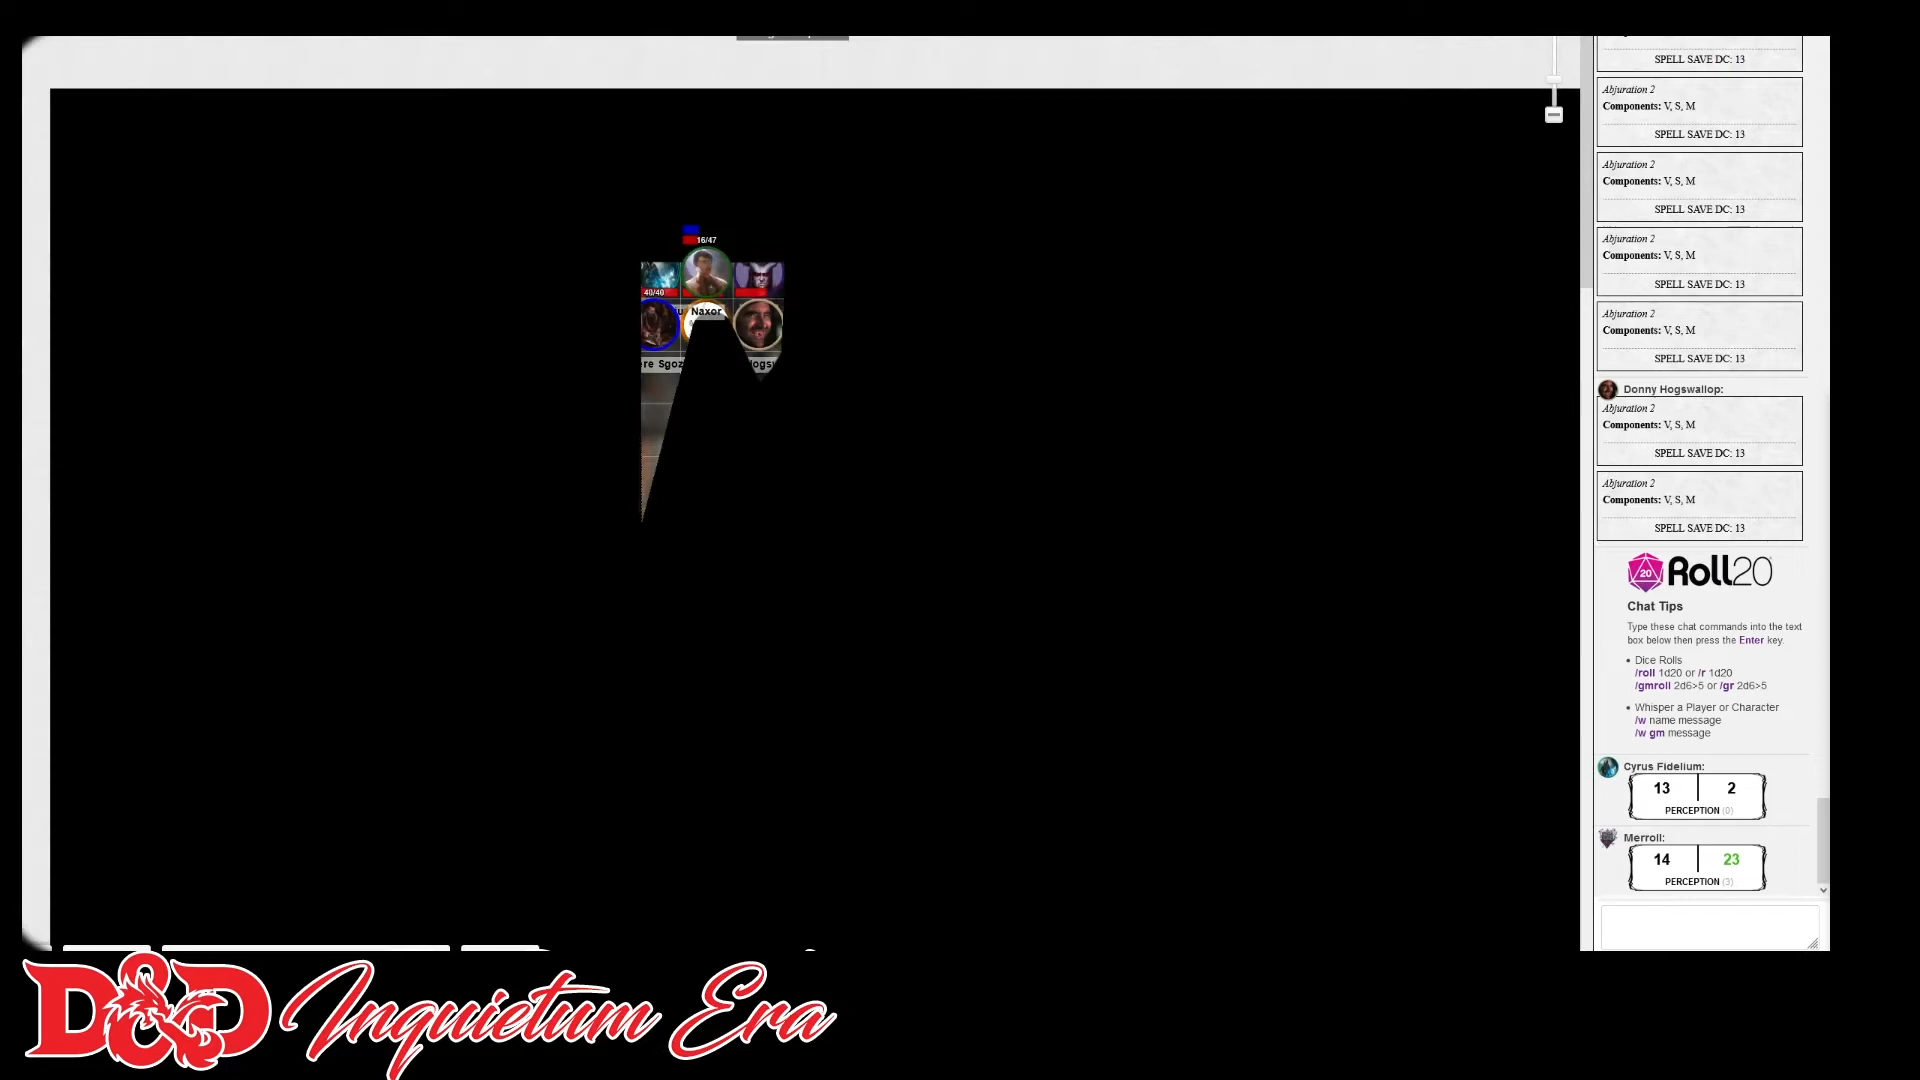 16/47
40/40
Naxor
re Sgoz
ogs
SPELL SAVE DC: 13
Abjuration 2
Components: V, S, M
SPELL SAVE DC: 13
Abjuration 2
Components: V, S, M
SPELL SAVE DC: 13
Abjuration 2
Components: V, S, M
SPELL SAVE DC: 13
Abjuration 2
Components: V, S, M
SPELL SAVE DC: 13
Donny Hogswallop:
Abjuration 2
Components: V, S, M
SPELL SAVE DC: 13
Abjuration 2
Components: V, S, M
SPELL SAVE DC: 13
20 Roll20
Chat Tips
Type these chat commands into the text
box below then press the Enter key.
• Dice Rolls
/roll 1d20 or /r 1d20
/gmroll 2d6>5 or /gr 2d6>5
• Whisper a Player or Character
/w name message
/w gm message
Cyrus Fidelium:
13 2
PERCEPTION (0)
Merroll:
14 23
PERCEPTION (3)
D&D Inquietum Era